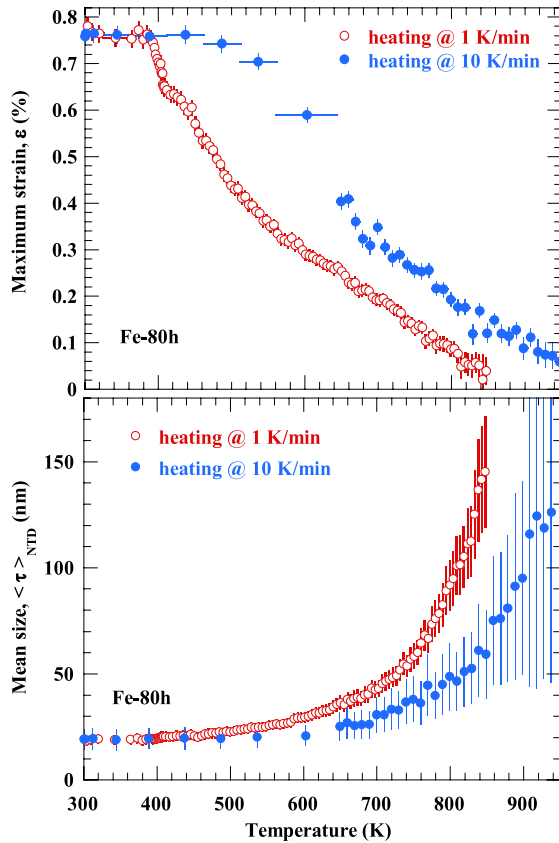 0.8
0.7
0.6
0.5
0.4
0.3
0.2
0.1
0
Maximum strain, ε (%)
heating @ 1 K/min
heating @ 10 K/min
Fe-80h
150
100
50
0
Mean size, < τ >NTD (nm)
heating @ 1 K/min
heating @ 10 K/min
Fe-80h
300 400 500 600 700 800 900
Temperature (K)